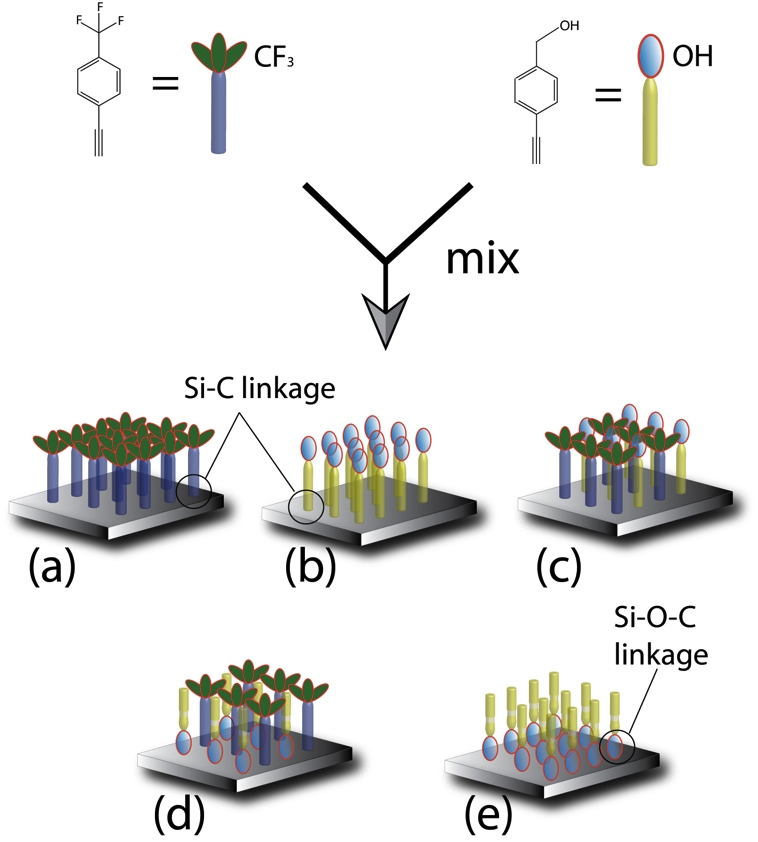 F
F
F
CF₃
=
OH
=
OH
mix
Si-C linkage
(a)
(b)
(c)
Si-O-C
linkage
(d)
(e)